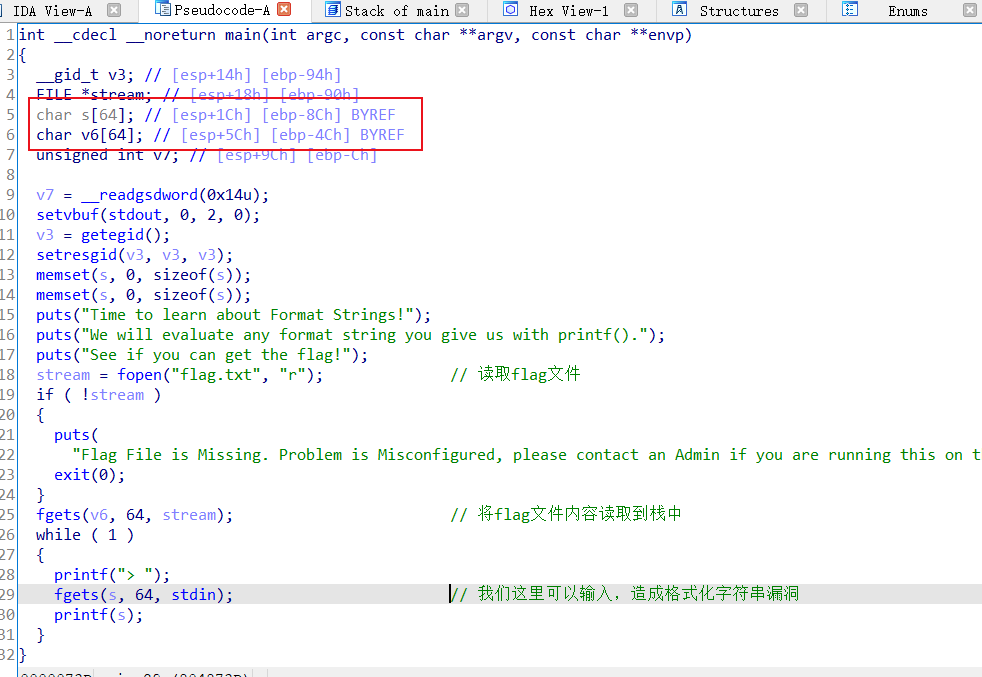 IDA View-A Pseudocode-A Stack of main Hex View-1 Structures Enums
1 int __cdecl __noreturn main(int argc, const char **argv, const char **envp)
2 {
3 __gid_t v3; // [esp+14h] [ebp-94h]
4 FILE *stream; // [esp+18h] [ebp-90h]
5 char s[64]; // [esp+1Ch] [ebp-8Ch] BYREF
6 char v6[64]; // [esp+5Ch] [ebp-4Ch] BYREF
7 unsigned int v7; // [esp+9Ch] [ebp-Ch]
8
9 v7 = __readgsdword(0x14u);
10 setvbuf(stdout, 0, 2, 0);
11 v3 = getegid();
12 setresgid(v3, v3, v3);
13 memset(s, 0, sizeof(s));
14 memset(s, 0, sizeof(s));
15 puts("Time to learn about Format Strings!");
16 puts("We will evaluate any format string you give us with printf().");
17 puts("See if you can get the flag!");
18 stream = fopen("flag.txt", "r"); // 读取flag文件
19 if ( !stream )
20 {
21 puts(
22 "Flag File is Missing. Problem is Misconfigured, please contact an Admin if you are running this on t
23 exit(0);
24 }
25 fgets(v6, 64, stream); // 将flag文件内容读取到栈中
26 while ( 1 )
27 {
28 printf("> ");
29 fgets(s, 64, stdin); // 我们这里可以输入，造成格式化字符串漏洞
30 printf(s);
31 }
32 }